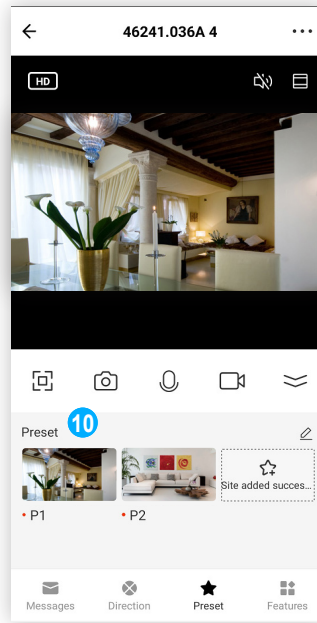 46241.036A 4
HD
Preset 10
Site added succes...
P1
P2
Messages Direction Preset Features